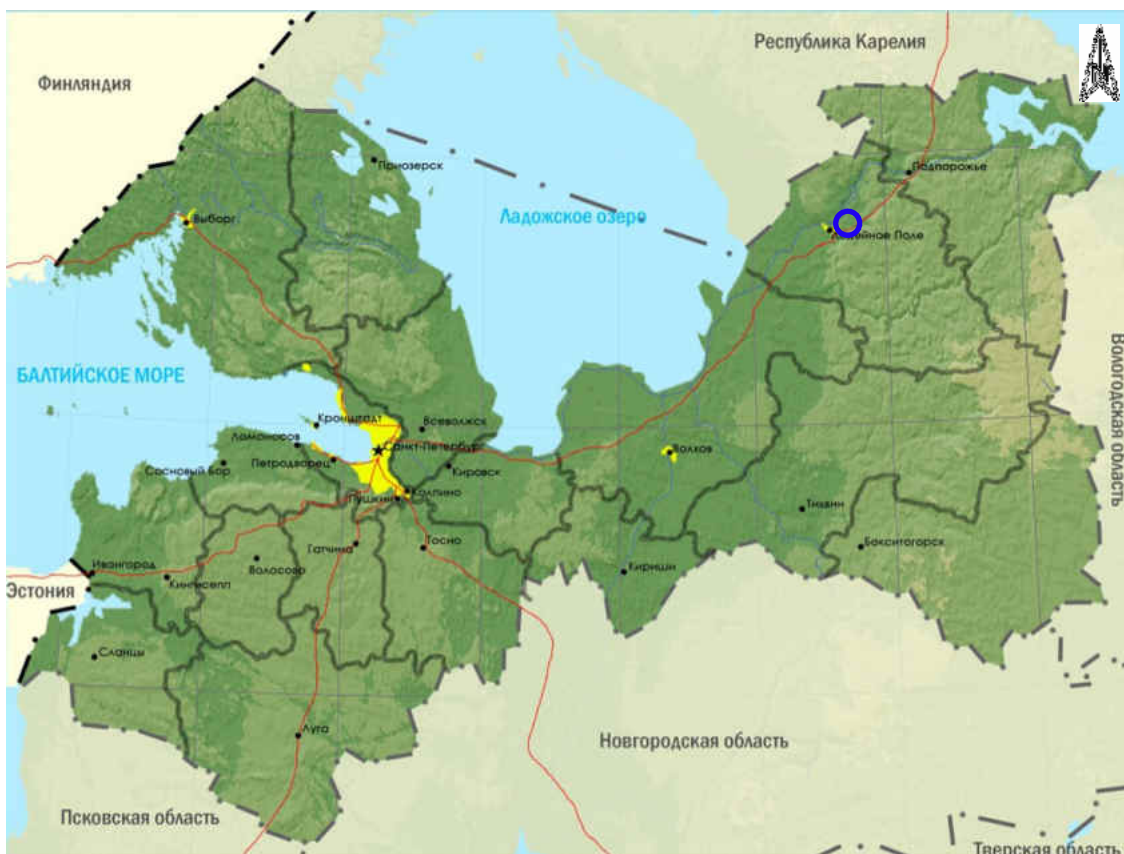 Республика Карелия
Финляндия
Приозерск
Подпорожье
Выборг
Ладожское озеро
Лодейное Поле
БАЛТИЙСКОЕ МОРЕ
Вологодская область
Кронштадт
Всеволжск
Ломоносов
Санкт-Петербург
Волхов
Петродворец
Сосновый Бор
Кировск
Колпино
Пушкин
Тихвин
Тосно
Гатчина
Бокситогорск
Волосово
Ивангород
Кингисепп
Кириши
Эстония
Сланцы
Луга
Новгородская область
Псковская область
Тверская область